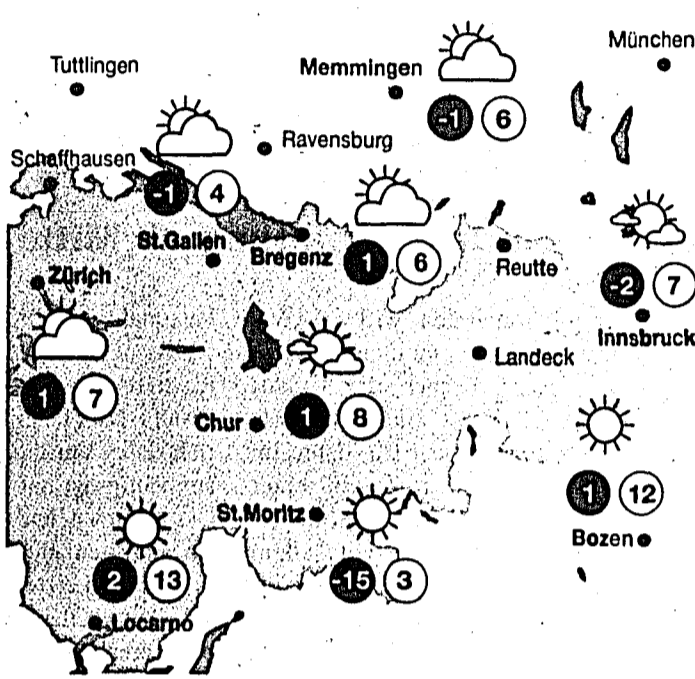 München
Tuttlingen
Memmingen
-1 6
Ravensburg
Schaffhausen
-1 4
St.Gallen
Bregenz
1 6
Reutte
Zürich
-2 7
Innsbruck
Landeck
1 7
Chur
1 8
1 12
St.Moritz
Bozen
2 13
-15 3
Locarno